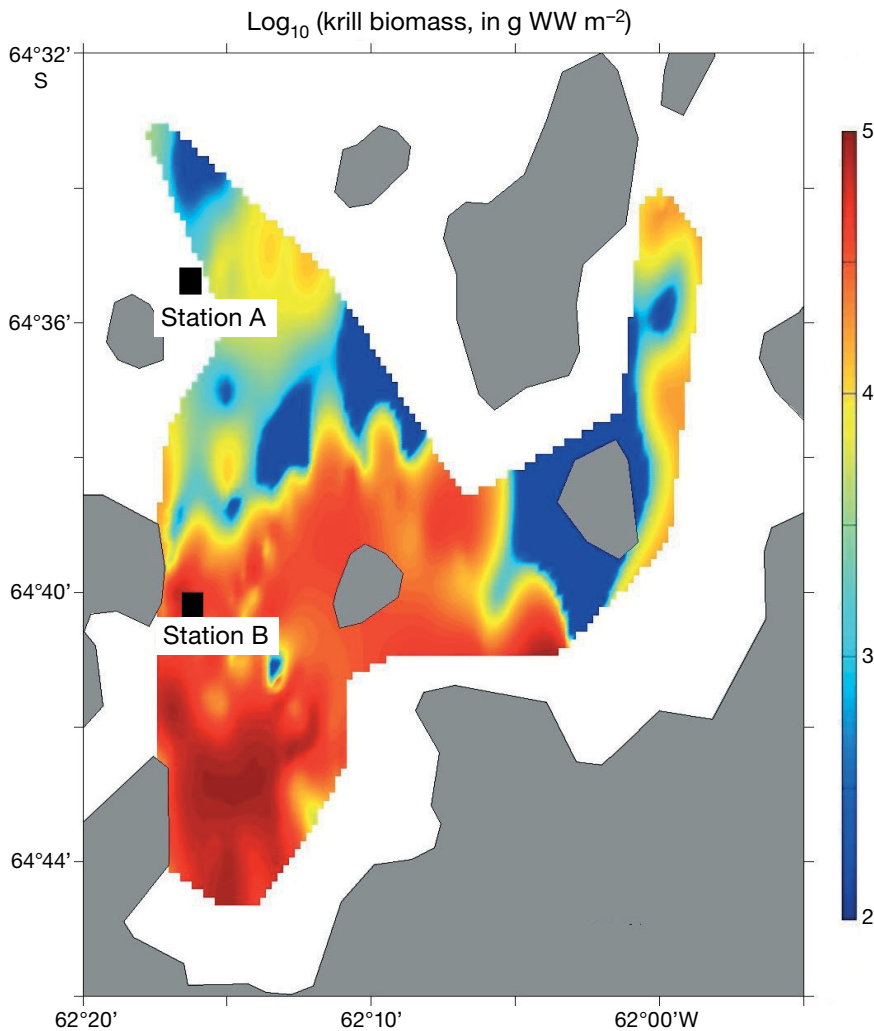 Log₁₀ (krill biomass, in g WW m⁻²)
64°32'
S
5
Station A
64°36'
4
64°40'
Station B
3
64°44'
2
62°20'
62°10'
62°00'W